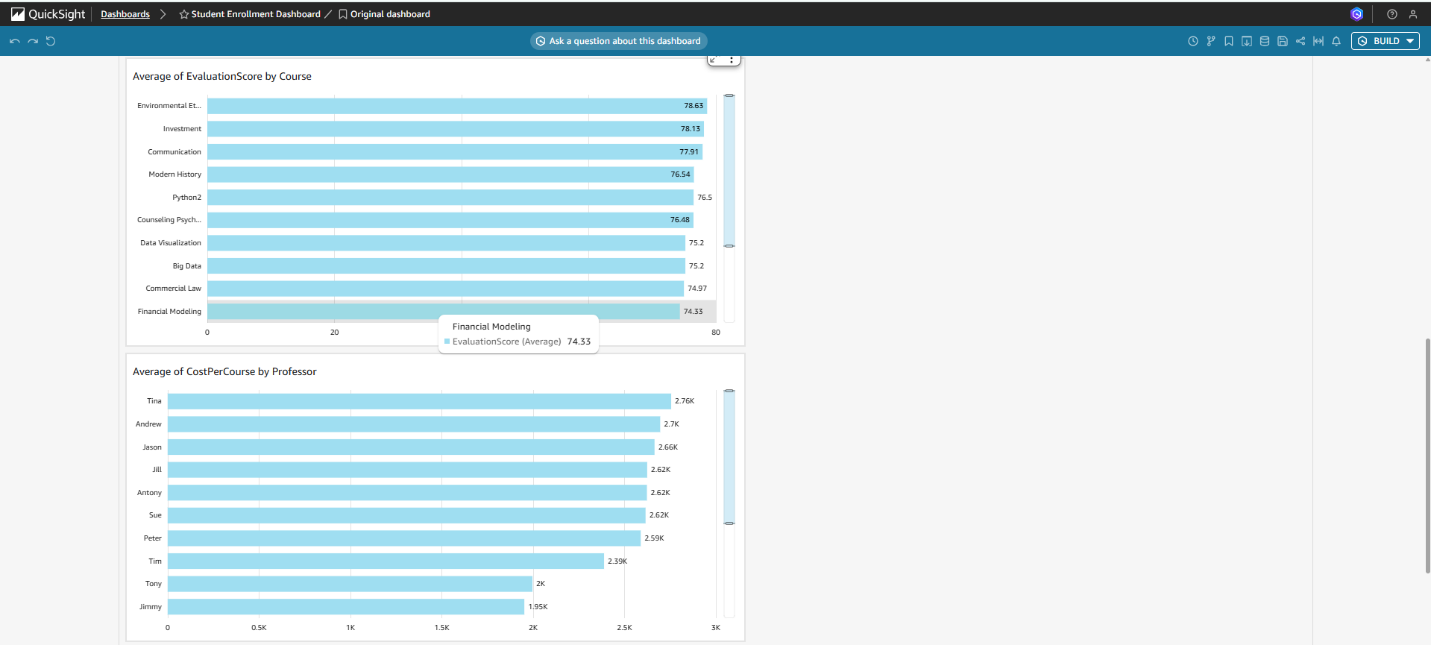 QuickSight Dashboards Student Enrollment Dashboard / Original dashboard
Ask a question about this dashboard BUILD
Average of EvaluationScore by Course
Environmental Et... 78.63
Investment 78.13
Communication 77.91
Modern History 76.54
Python2 76.5
Counseling Psych... 76.48
Data Visualization 75.2
Big Data 75.2
Commercial Law 74.97
Financial Modeling 74.33
0 20 80
Financial Modeling
EvaluationScore (Average) 74.33
Average of CostPerCourse by Professor
Tina 2.76K
Andrew 2.7K
Jason 2.66K
Jill 2.62K
Antony 2.62K
Sue 2.62K
Peter 2.59K
Tim 2.39K
Tony 2K
Jimmy 1.95K
0 0.5K 1K 1.5K 2K 2.5K 3K